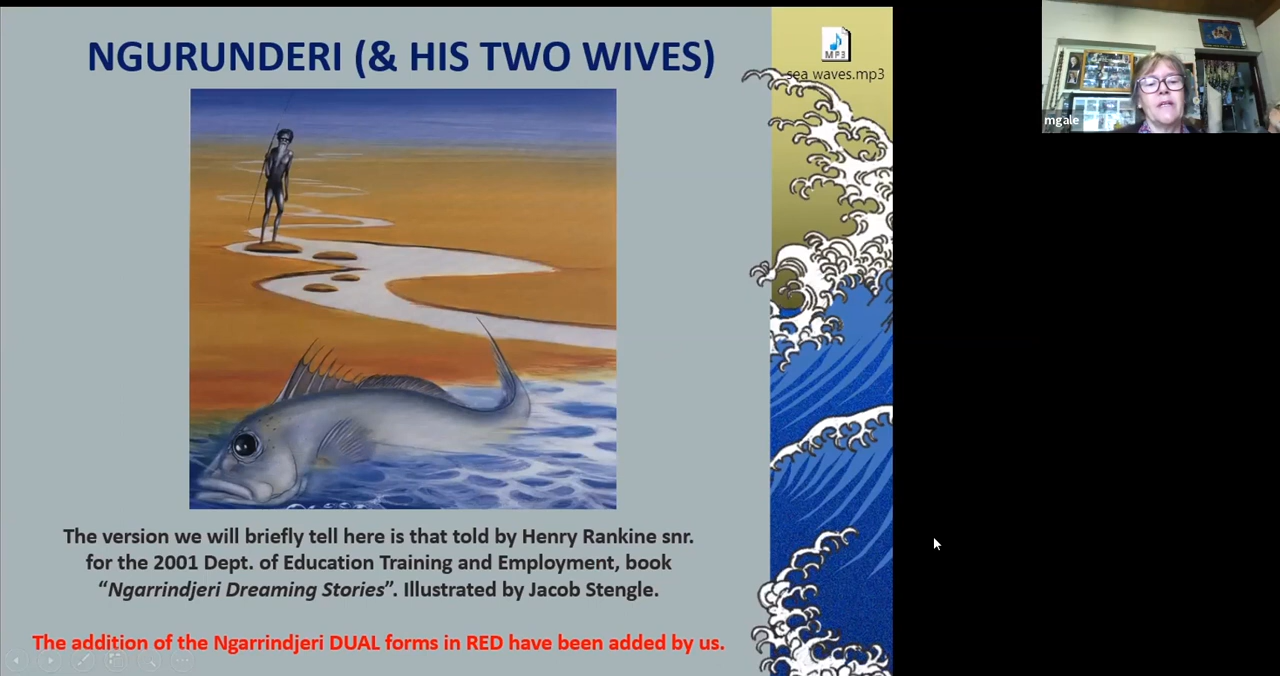 NGURUNDERI (& HIS TWO WIVES)
MP3
sea waves.mp3
mgale
The version we will briefly tell here is that told by Henry Rankine snr.
for the 2001 Dept. of Education Training and Employment, book
“Ngarrindjeri Dreaming Stories”. Illustrated by Jacob Stengle.
The addition of the Ngarrindjeri DUAL forms in RED have been added by us.